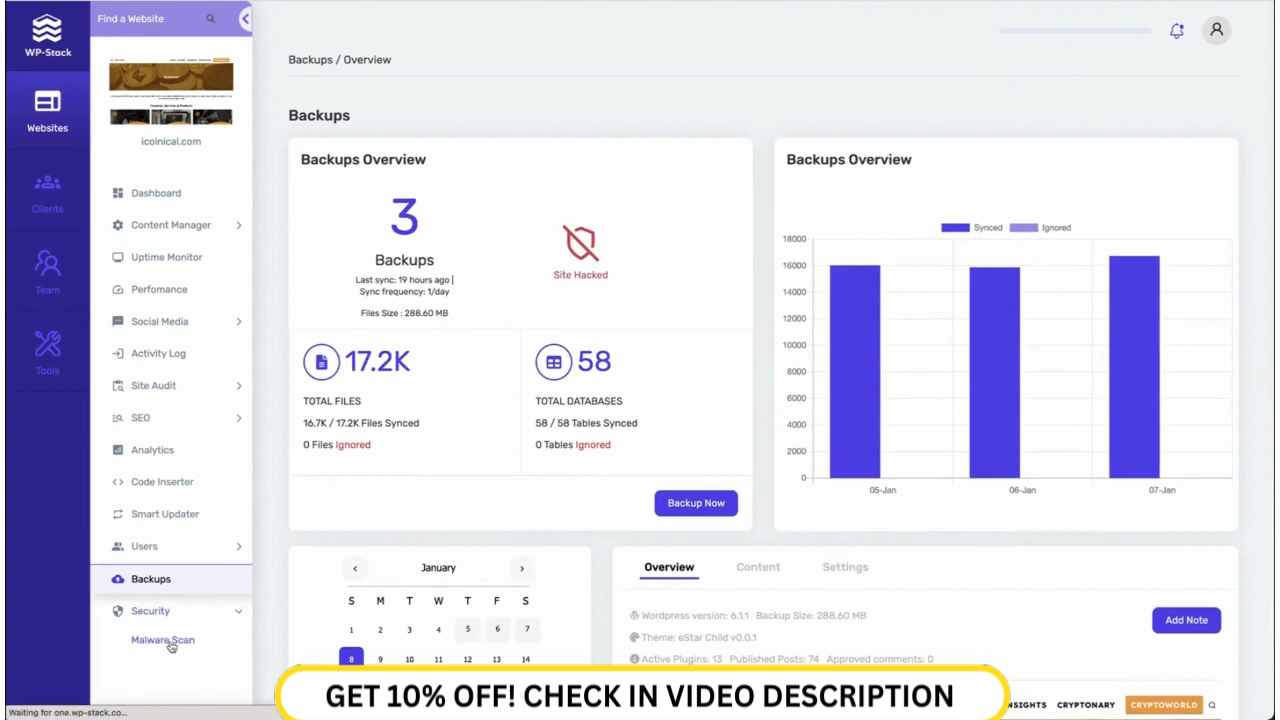 WP-Stack
Websites
Clients
Team
Tools
Find a Website
icoinical.com
Dashboard
Content Manager
Uptime Monitor
Perfomance
Social Media
Activity Log
Site Audit
SEO
Analytics
Code Inserter
Smart Updater
Users
Backups
Security
Malware Scan
Waiting for one.wp-stack.co...
Backups / Overview
Backups
Backups Overview
3
Backups
Last sync: 19 hours ago |
Sync frequency: 1/day
Files Size : 288.60 MB
Site Hacked
17.2K
TOTAL FILES
16.7K / 17.2K Files Synced
0 Files Ignored
58
TOTAL DATABASES
58 / 58 Tables Synced
0 Tables Ignored
Backup Now
Backups Overview
Synced Ignored
18000
16000
14000
12000
10000
8000
6000
4000
2000
0
05-Jan 06-Jan 07-Jan
January
S M T W T F S
1 2 3 4 5 6 7
8 9 10 11 12 13 14
Overview Content Settings
Wordpress version: 6.1.1 Backup Size: 288.60 MB
Theme: eStar Child v0.0.1
Active Plugins: 13 Published Posts: 74 Approved comments: 0
Add Note
NSIGHTS CRYPTONARY CRYPTOWORLD
GET 10% OFF! CHECK IN VIDEO DESCRIPTION